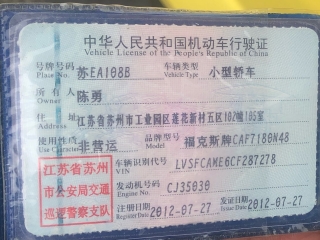 中华人民共和国机动车行驶证
Vehicle License of the People's Republic of China
号牌号码 苏EA108B 车辆类型 小型轿车
Plate No. Vehicle Type
所有人 陈勇
Owner
住址 江苏省苏州市工业园区莲花新村五区102幢105室
Address
使用性质 非营运 品牌型号 福克斯牌CAF7180N48
Use Character Model
江苏省苏州市公安局交通巡逻警察支队
车辆识别代号 LVSFCAME6CF287278
VIN
发动机号码 CJ35030
Engine No.
注册日期 2012-07-27 发证日期 2012-07-27
Register Date Issue Date